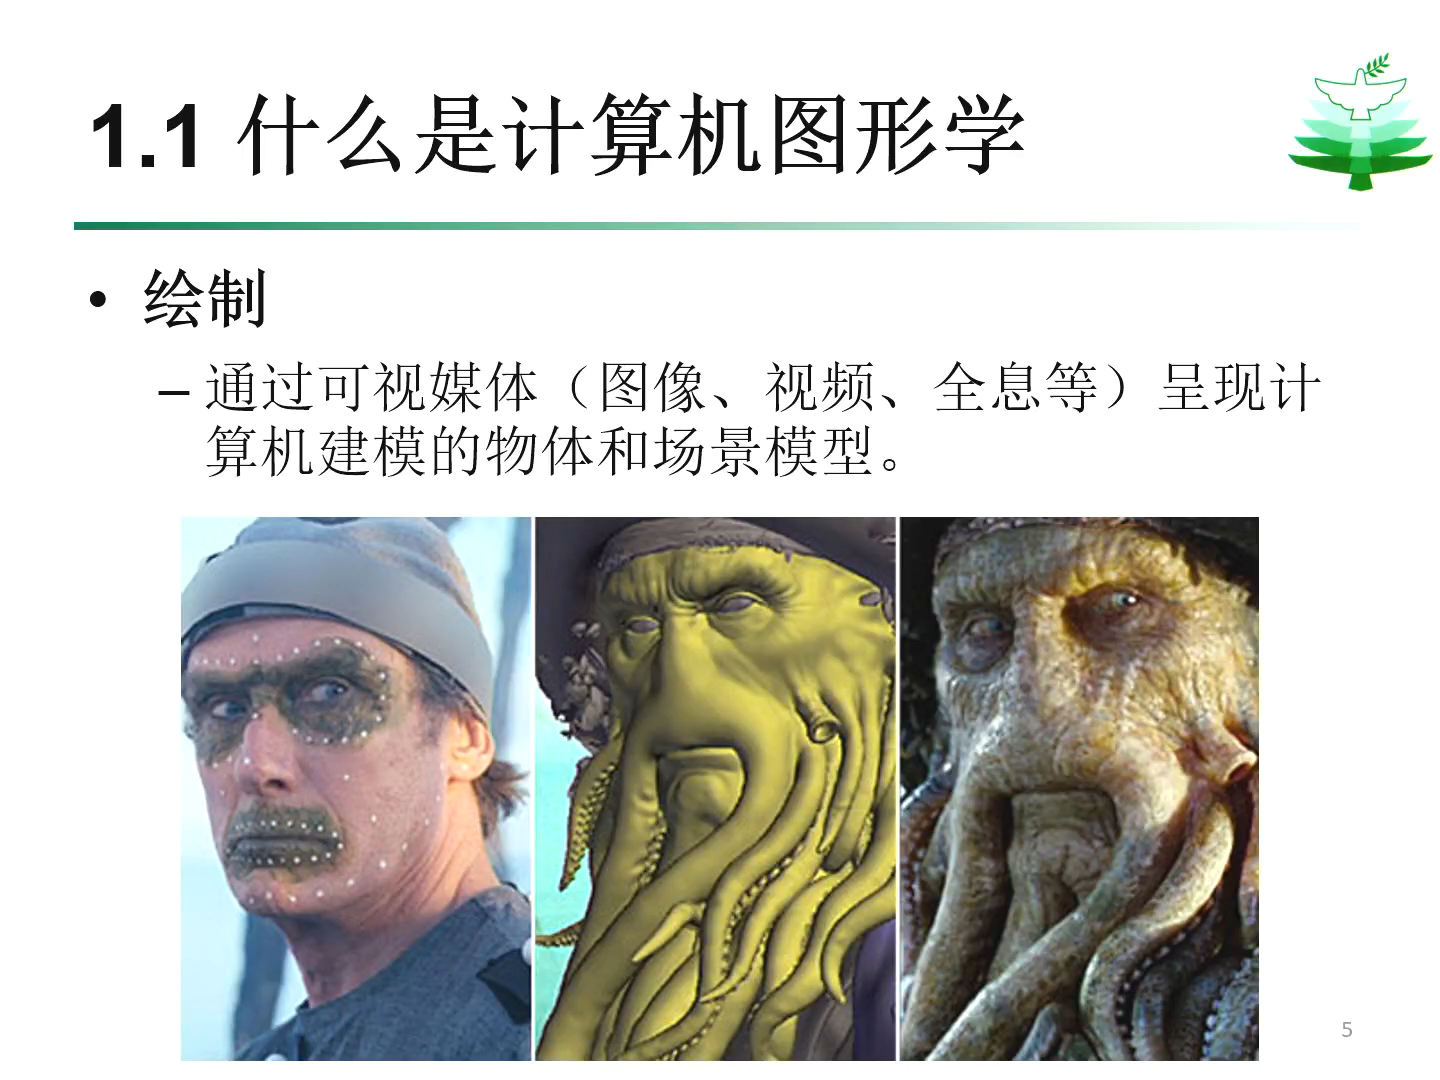 1.1 什么是计算机图形学
• 绘制
– 通过可视媒体（图像、视频、全息等）呈现计
算机建模的物体和场景模型。
5